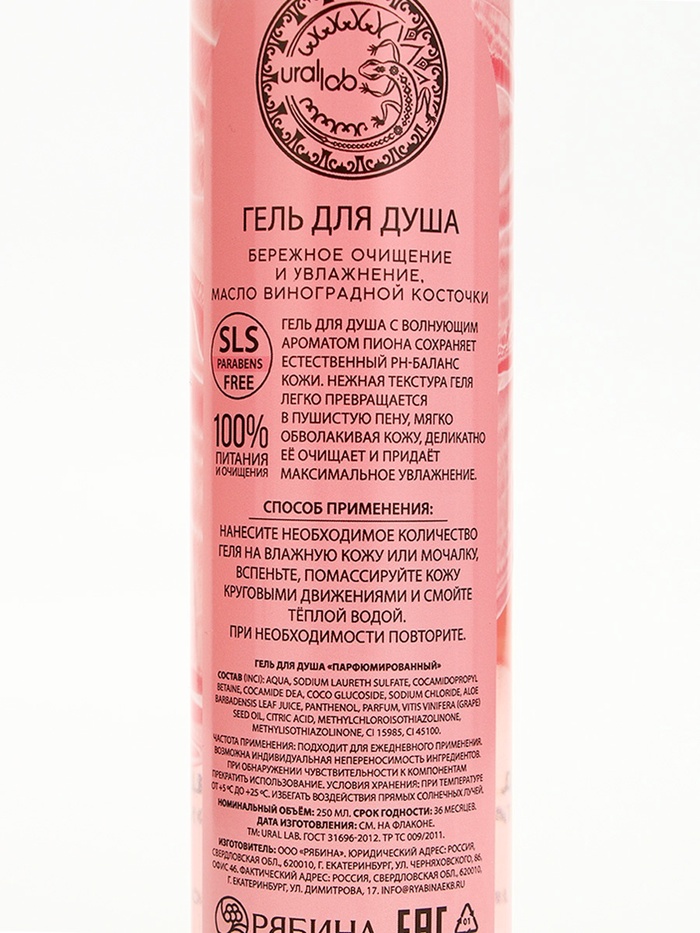 ural lab
ГЕЛЬ ДЛЯ ДУША
БЕРЕЖНОЕ ОЧИЩЕНИЕ
И УВЛАЖНЕНИЕ,
МАСЛО ВИНОГРАДНОЙ КОСТОЧКИ
SLS
PARABENS
FREE
100%
ПИТАНИЯ
И ОЧИЩЕНИЯ
ГЕЛЬ ДЛЯ ДУША С ВОЛНУЮЩИМ
АРОМАТОМ ПИОНА СОХРАНЯЕТ
ЕСТЕСТВЕННЫЙ PH-БАЛАНС
КОЖИ. НЕЖНАЯ ТЕКСТУРА ГЕЛЯ
ЛЕГКО ПРЕВРАЩАЕТСЯ
В ПУШИСТУЮ ПЕНУ, МЯГКО
ОБВОЛАКИВАЯ КОЖУ, ДЕЛИКАТНО
ЕЁ ОЧИЩАЕТ И ПРИДАЁТ
МАКСИМАЛЬНОЕ УВЛАЖНЕНИЕ.
СПОСОБ ПРИМЕНЕНИЯ:
НАНЕСИТЕ НЕОБХОДИМОЕ КОЛИЧЕСТВО
ГЕЛЯ НА ВЛАЖНУЮ КОЖУ ИЛИ МОЧАЛКУ,
ВСПЕНЬТЕ, ПОМАССИРУЙТЕ КОЖУ
КРУГОВЫМИ ДВИЖЕНИЯМИ И СМОЙТЕ
ТЁПЛОЙ ВОДОЙ.
ПРИ НЕОБХОДИМОСТИ ПОВТОРИТЕ.
ГЕЛЬ ДЛЯ ДУША «ПАРФЮМИРОВАННЫЙ»
СОСТАВ (INCI): AQUA, SODIUM LAURETH SULFATE, COCAMIDOPROPYL
BETAINE, COCAMIDE DEA, COCO GLUCOSIDE, SODIUM CHLORIDE, ALOE
BARBADENSIS LEAF JUICE, PANTHENOL, PARFUM, VITIS VINIFERA (GRAPE)
SEED OIL, CITRIC ACID, METHYLCHLOROISOTHIAZOLINONE,
METHYLISOTHIAZOLINONE, CI 15985, CI 45100.
ЧАСТОТА ПРИМЕНЕНИЯ: ПОДХОДИТ ДЛЯ ЕЖЕДНЕВНОГО ПРИМЕНЕНИЯ.
ВОЗМОЖНА ИНДИВИДУАЛЬНАЯ НЕПЕРЕНОСИМОСТЬ ИНГРЕДИЕНТОВ.
ПРИ ОБНАРУЖЕНИИ ЧУВСТВИТЕЛЬНОСТИ К КОМПОНЕНТАМ
ПРЕКРАТИТЬ ИСПОЛЬЗОВАНИЕ. УСЛОВИЯ ХРАНЕНИЯ: ПРИ ТЕМПЕРАТУРЕ
ОТ +5 ºC ДО +25 ºC. ИЗБЕГАТЬ ВОЗДЕЙСТВИЯ ПРЯМЫХ СОЛНЕЧНЫХ ЛУЧЕЙ.
НОМИНАЛЬНЫЙ ОБЪЁМ: 250 МЛ. СРОК ГОДНОСТИ: 36 МЕСЯЦЕВ.
ДАТА ИЗГОТОВЛЕНИЯ: СМ. НА ФЛАКОНЕ.
ТМ: URAL LAB. ГОСТ 31696-2012. ТР ТС 009/2011.
ИЗГОТОВИТЕЛЬ: ООО «РЯБИНА». ЮРИДИЧЕСКИЙ АДРЕС: РОССИЯ,
СВЕРДЛОВСКАЯ ОБЛ., 620010, Г. ЕКАТЕРИНБУРГ, УЛ. ЧЕРНЯХОВСКОГО, 86,
ОФИС 46. ФАКТИЧЕСКИЙ АДРЕС: РОССИЯ, СВЕРДЛОВСКАЯ ОБЛ., 620010,
Г. ЕКАТЕРИНБУРГ, УЛ. ДИМИТРОВА, 17. INFO@RYABINAEKB.RU
РЯБИНА EAC 01